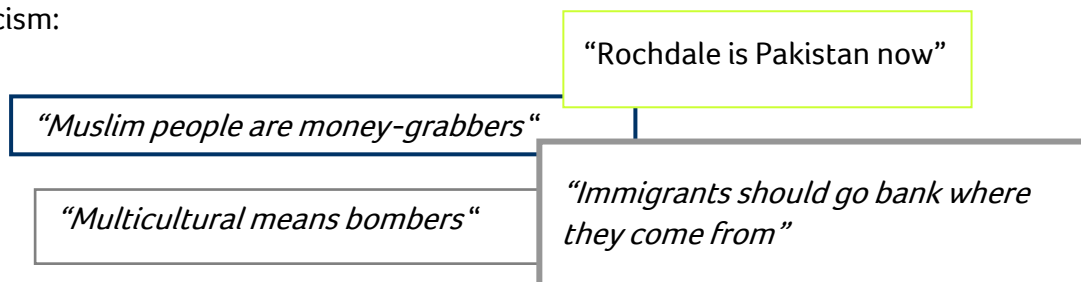 cism:
“Rochdale is Pakistan now”
“Muslim people are money-grabbers“
“Multicultural means bombers“
“Immigrants should go bank where
they come from”